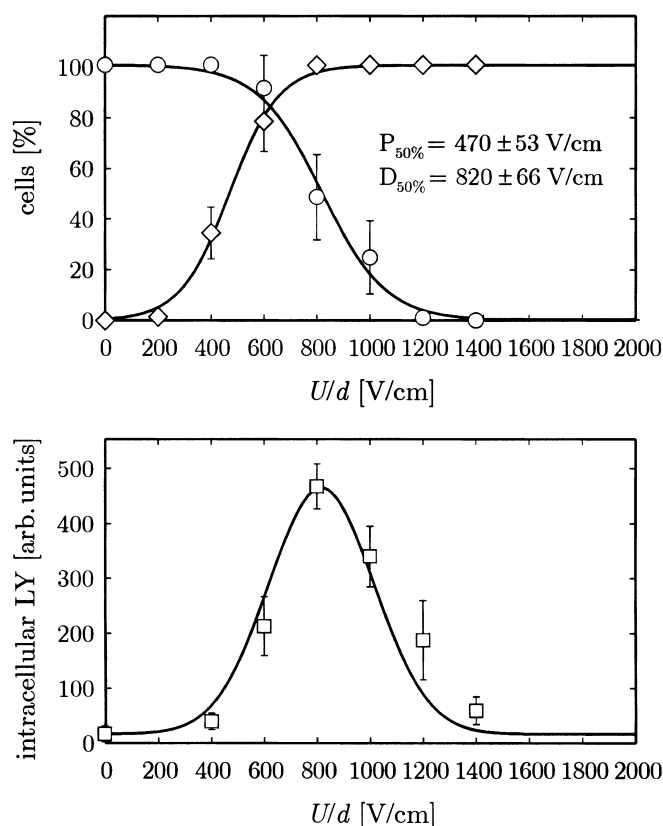 cells [%]
100
80
60
40
20
0
P50% = 470 ± 53 V/cm
D50% = 820 ± 66 V/cm
0 200 400 600 800 1000 1200 1400 1600 1800 2000
U/d [V/cm]
intracellular LY [arb. units]
500
400
300
200
100
0
0 200 400 600 800 1000 1200 1400 1600 1800 2000
U/d [V/cm]